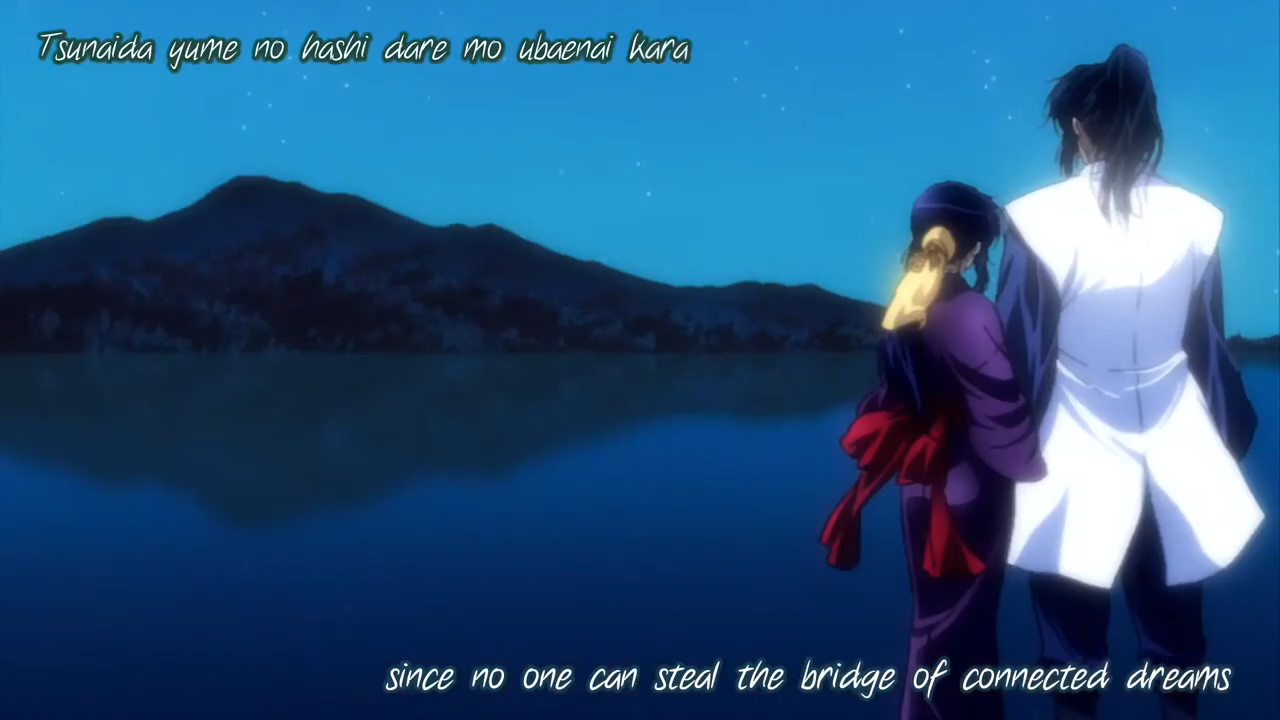 Tsunaida yume no hashi dare mo ubaenai kara
since no one can steal the bridge of connected dreams